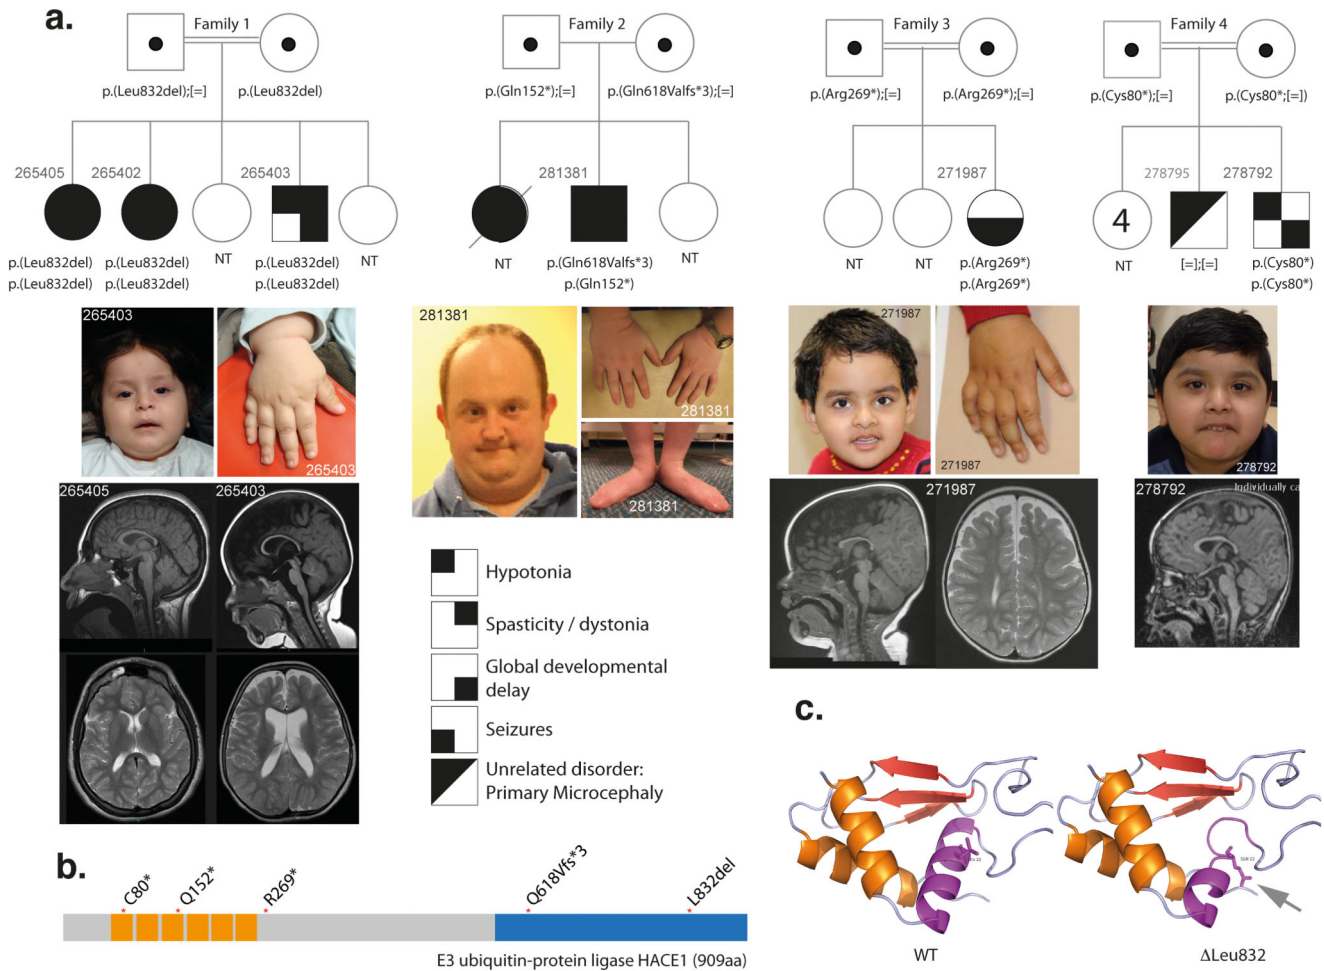 a.
Family 1
Family 2
Family 3
Family 4
p.(Leu832del);[=]
p.(Leu832del)
p.(Gln152*);[=]
p.(Gln618Valfs*3);[=]
p.(Arg269*);[=]
p.(Arg269*);[=]
p.(Cys80*);[=]
p.(Cys80*;[=])
265405
265402
265403
281381
271987
278795
278792
4
p.(Leu832del)
p.(Leu832del)
p.(Leu832del)
p.(Leu832del)
NT
p.(Leu832del)
p.(Leu832del)
NT
NT
p.(Gln618Valfs*3)
p.(Gln152*)
NT
NT
NT
p.(Arg269*)
p.(Arg269*)
NT
[=];[=]
p.(Cys80*)
p.(Cys80*)
265403
265403
281381
281381
281381
271987
271987
278792
265405
265403
271987
278792
Individually ca
Hypotonia
Spasticity / dystonia
Global developmental
delay
Seizures
Unrelated disorder:
Primary Microcephaly
b.
C80*
Q152*
R269*
Q618Vfs*3
L832del
E3 ubiquitin-protein ligase HACE1 (909aa)
c.
WT
ΔLeu832